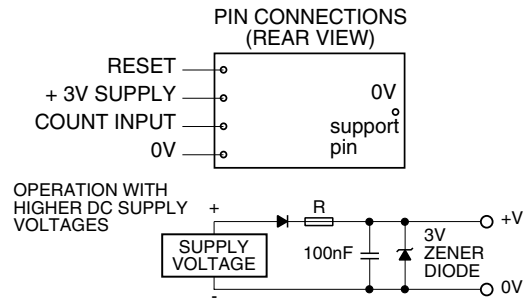 PIN CONNECTIONS
(REAR VIEW)
RESET
+ 3V SUPPLY
COUNT INPUT
0V
0V
support
pin
OPERATION WITH
HIGHER DC SUPPLY
VOLTAGES
+
SUPPLY
VOLTAGE
-
R
100nF
3V
ZENER
DIODE
+V
0V